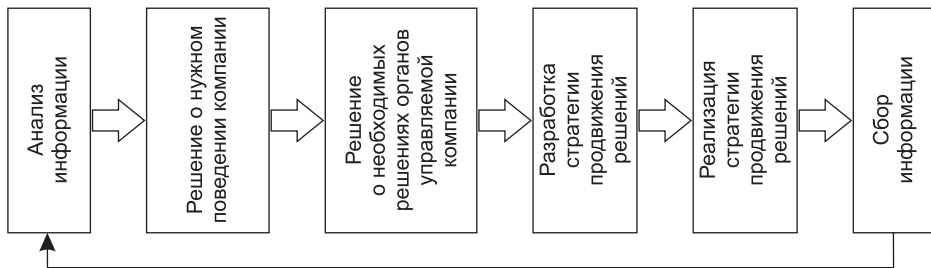 Анализ
информации
Решение о нужном
поведении компании
Решение
о необходимых
решениях органов
управляемой
компании
Разработка
стратегии
продвижения
решений
Реализация
стратегии
продвижения
решений
Сбор
информации